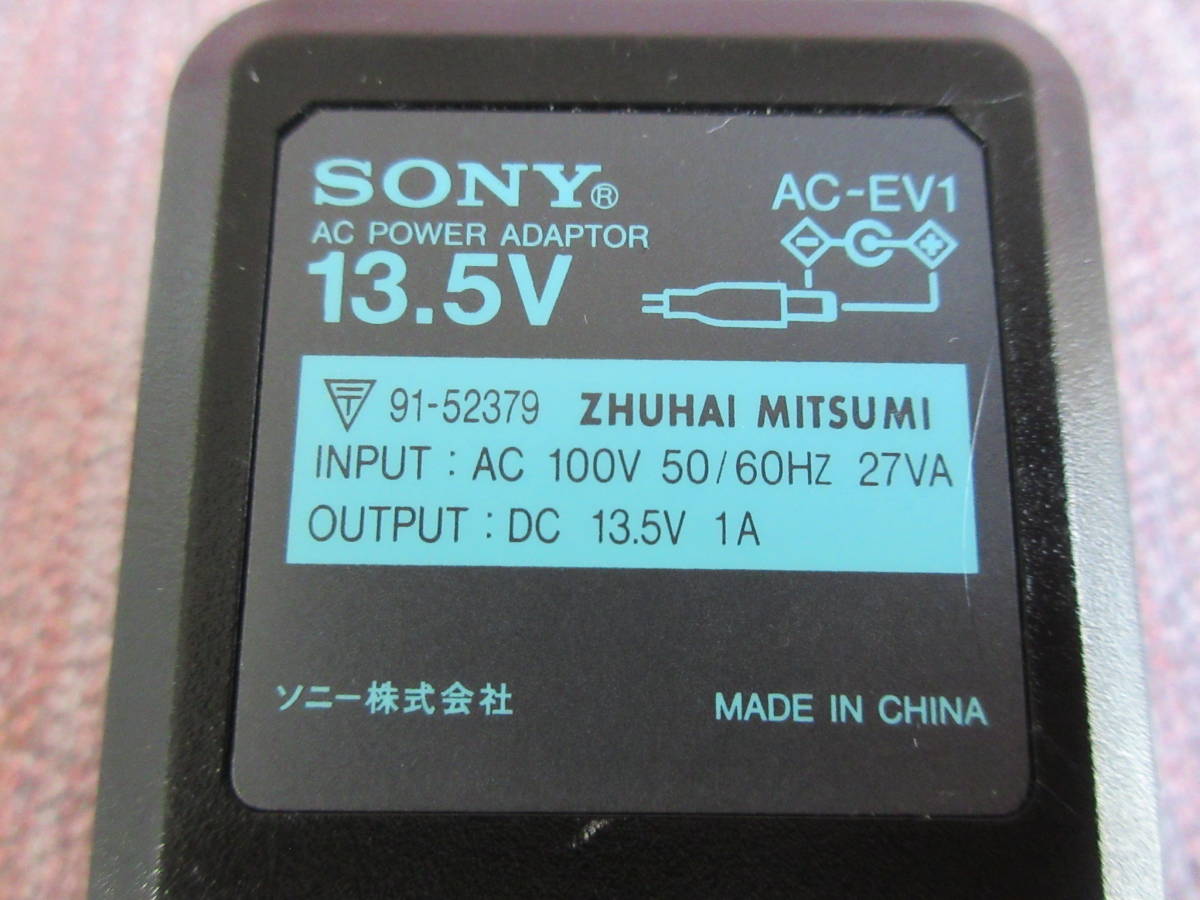 SONY®
AC POWER ADAPTOR
13.5V
AC-EV1
91-52379 ZHUHAI MITSUMI
INPUT : AC 100V 50/60HZ 27VA
OUTPUT : DC 13.5V 1A
ソニー株式会社
MADE IN CHINA